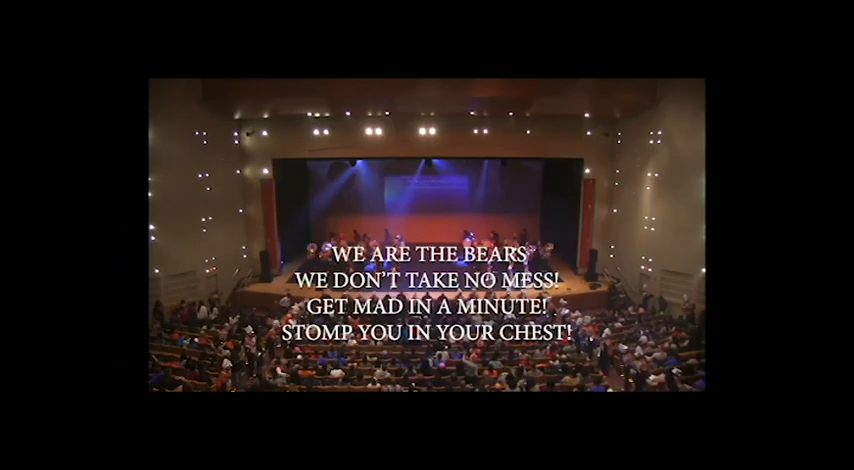 WE ARE THE BEARS
WE DON'T TAKE NO MESS!
GET MAD IN A MINUTE!
STOMP YOU IN YOUR CHEST!